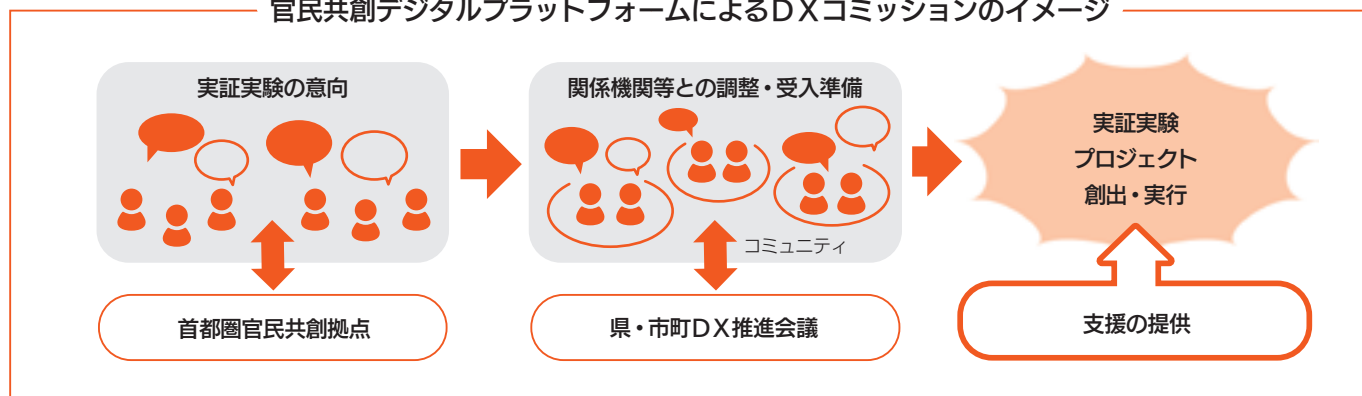 官民共創デジタルプラットフォームによるDXコミッションのイメージ
実証実験の意向
関係機関等との調整・受入準備
実証実験
プロジェクト
創出・実行
コミュニティ
首都圏官民共創拠点
県・市町DX推進会議
支援の提供